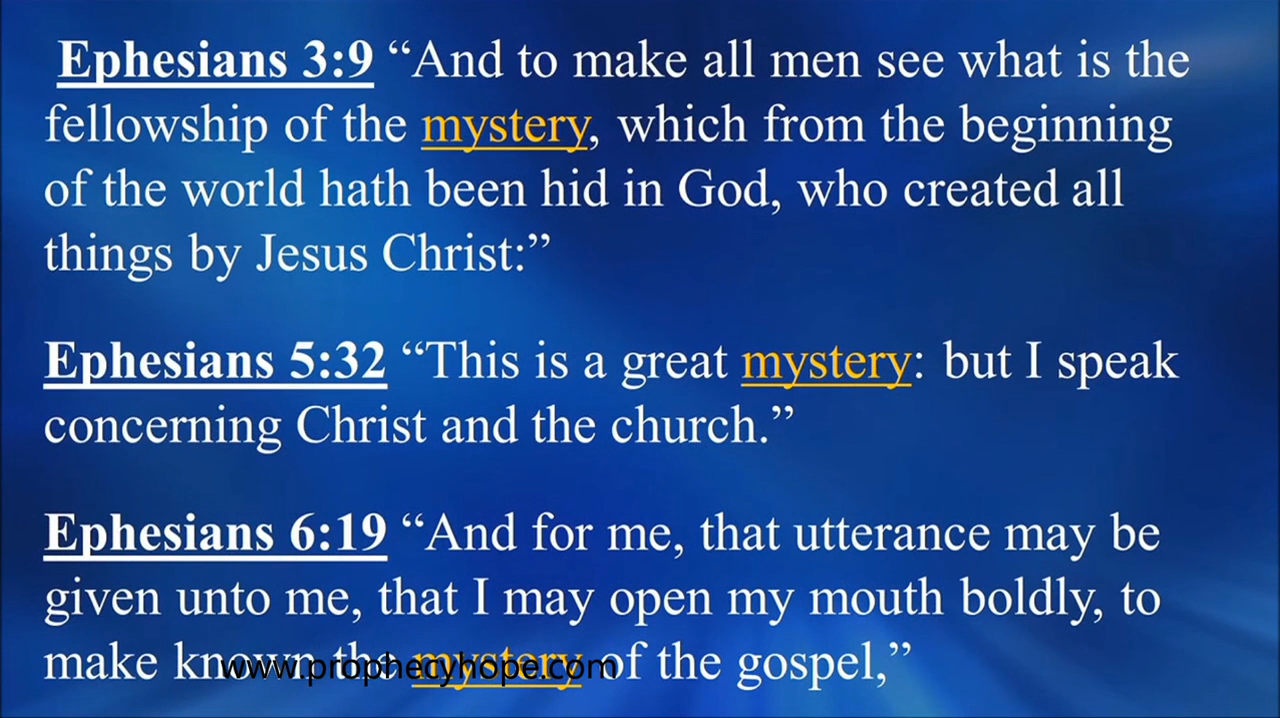 Ephesians 3:9 “And to make all men see what is the
fellowship of the mystery, which from the beginning
of the world hath been hid in God, who created all
things by Jesus Christ:”
Ephesians 5:32 “This is a great mystery: but I speak
concerning Christ and the church.”
Ephesians 6:19 “And for me, that utterance may be
given unto me, that I may open my mouth boldly, to
make known the mystery of the gospel,”
www.prophecyhope.com